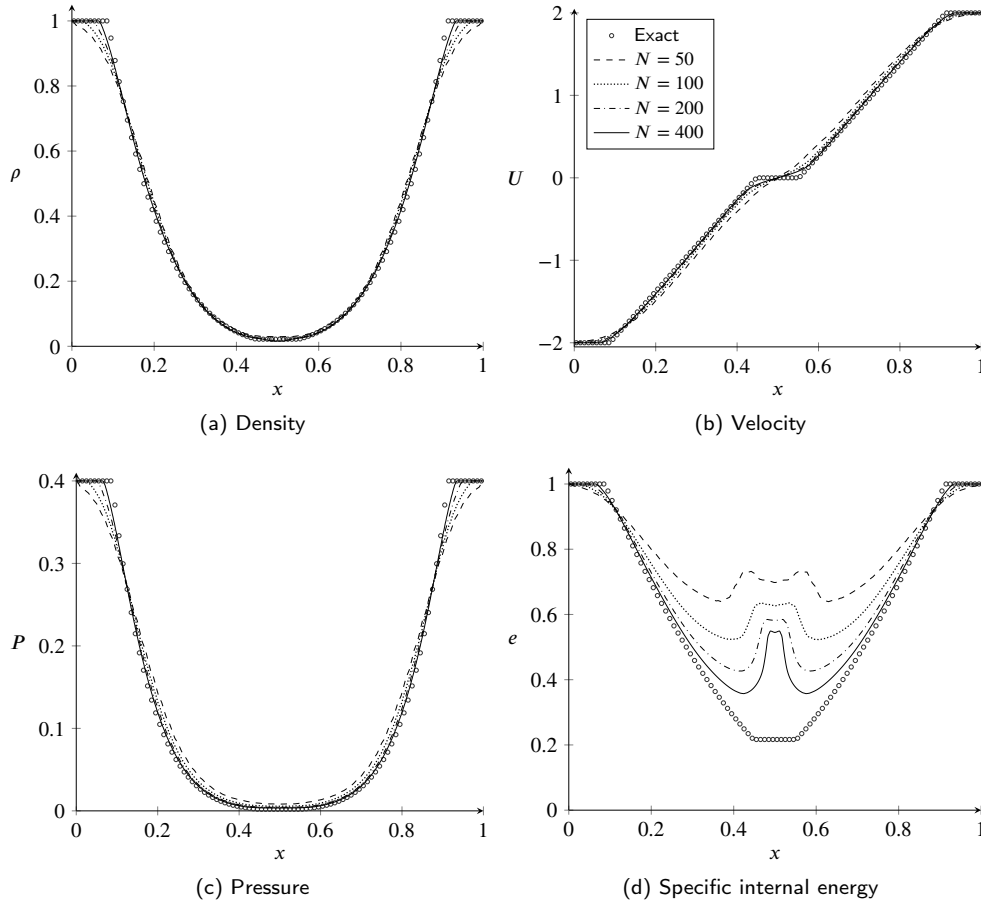 1
0.8
0.6
0.4
0.2
0
ρ
0 0.2 0.4 0.6 0.8 1
x
(a) Density
2
1
0
−1
−2
U
Exact
N = 50
N = 100
N = 200
N = 400
0 0.2 0.4 0.6 0.8 1
x
(b) Velocity
0.4
0.3
0.2
0.1
0
P
0 0.2 0.4 0.6 0.8 1
x
(c) Pressure
1
0.8
0.6
0.4
0.2
0
e
0 0.2 0.4 0.6 0.8 1
x
(d) Specific internal energy